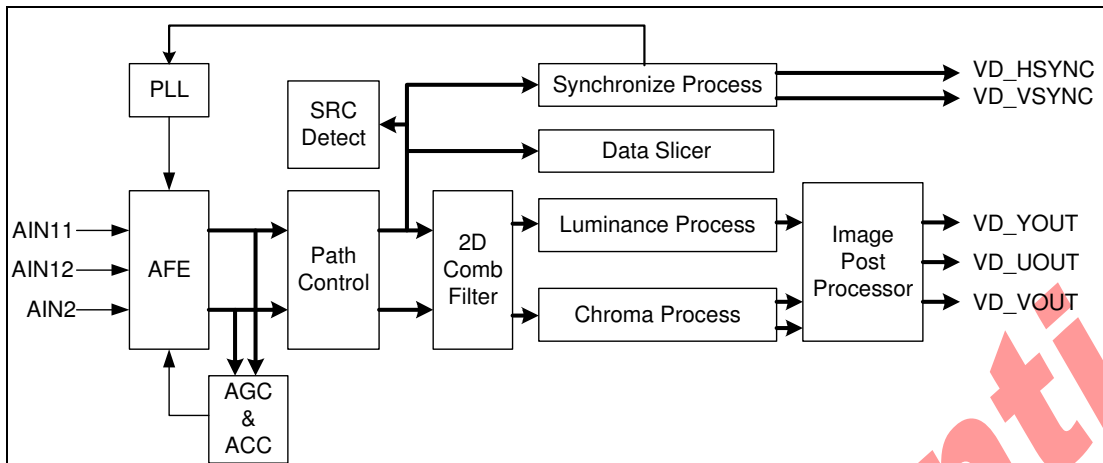 PLL
SRC
Detect
Synchronize Process
VD_HSYNC
VD_VSYNC
Data Slicer
AIN11
AIN12
AIN2
AFE
Path
Control
2D
Comb
Filter
Luminance Process
Chroma Process
Image
Post
Processor
VD_YOUT
VD_UOUT
VD_VOUT
AGC
&
ACC
nti